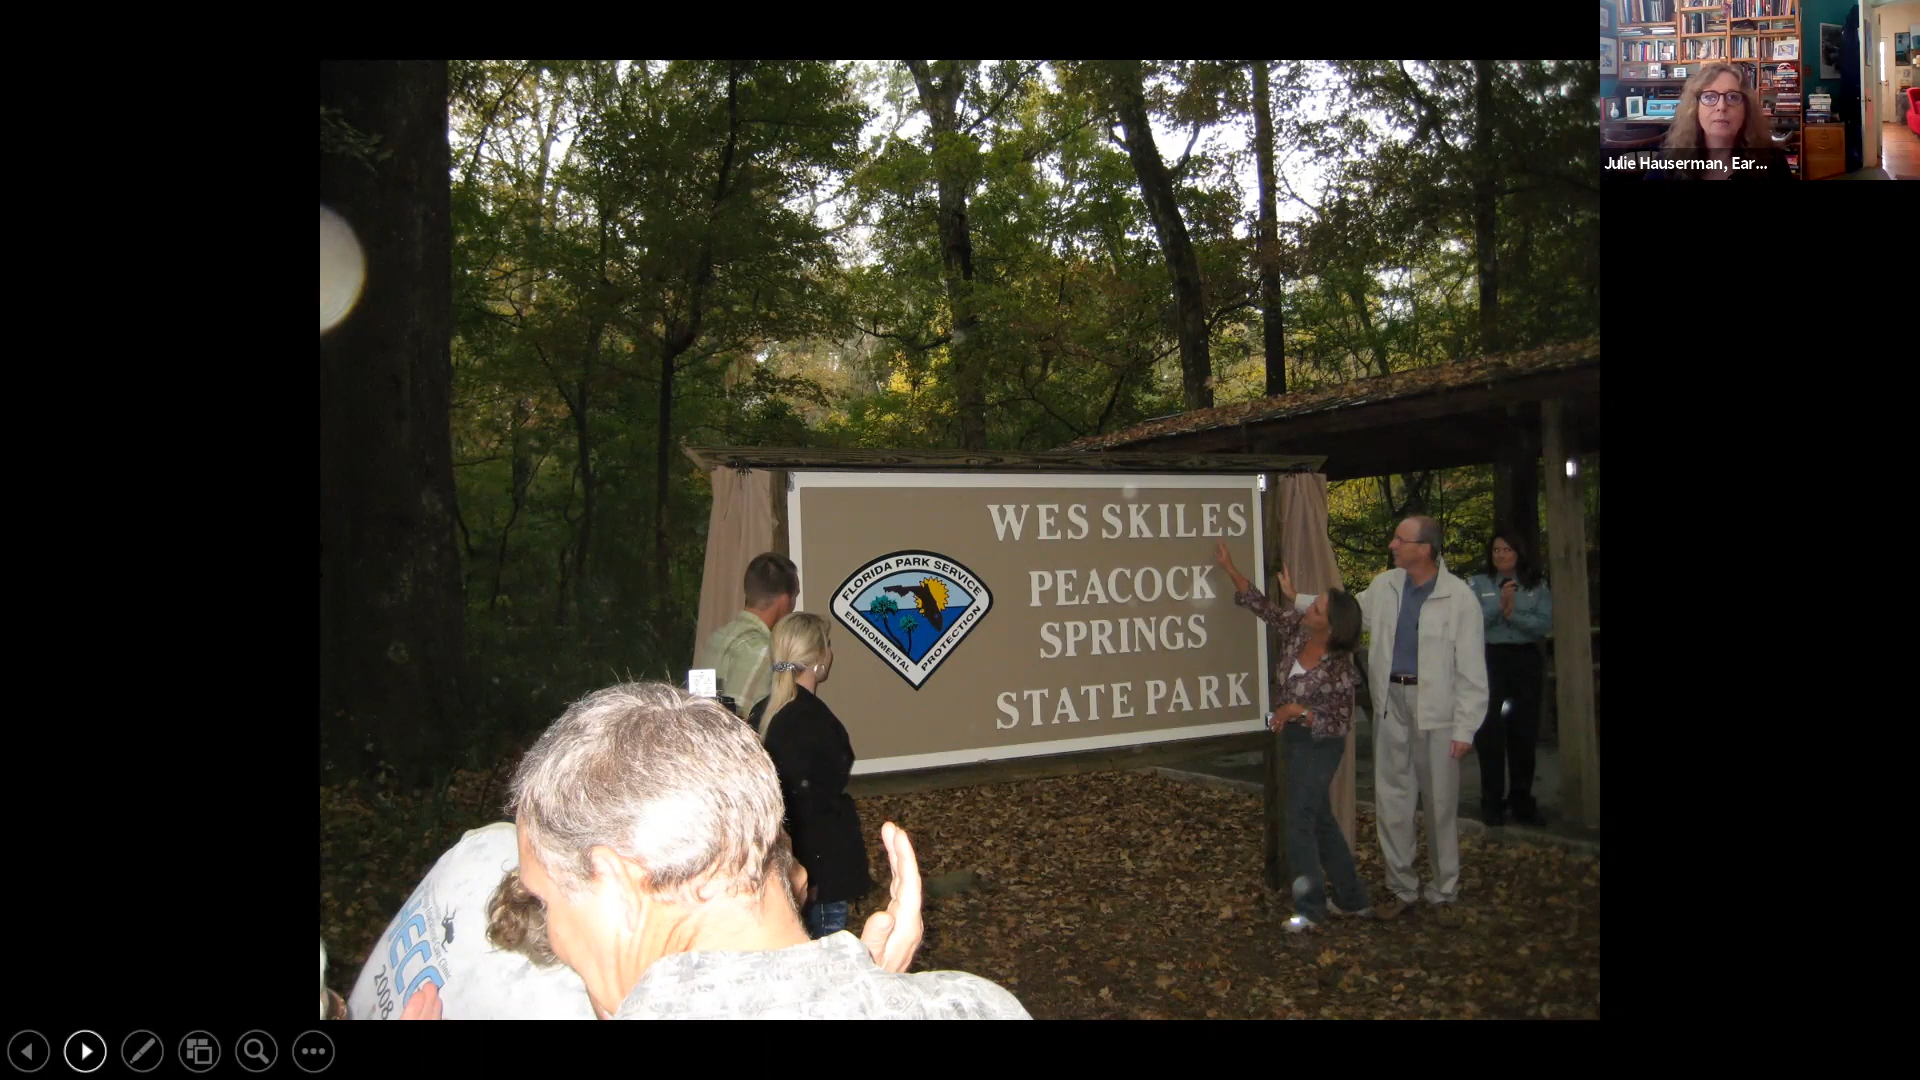 Julie Hauserman, Ear...
WES SKILES
PEACOCK
SPRINGS
STATE PARK
FLORIDA PARK SERVICE
ENVIRONMENTAL PROTECTION
2008